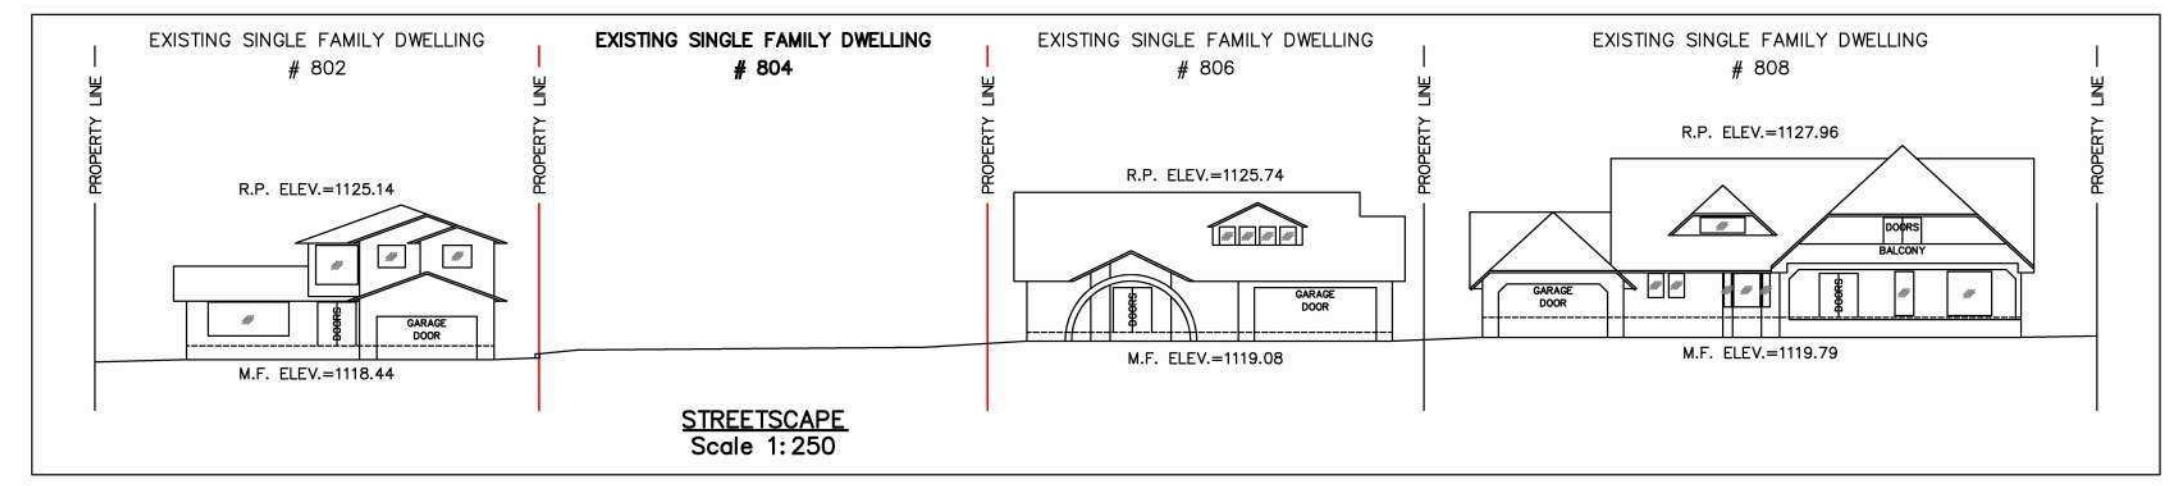 EXISTING SINGLE FAMILY DWELLING
# 802
EXISTING SINGLE FAMILY DWELLING
# 804
EXISTING SINGLE FAMILY DWELLING
# 806
EXISTING SINGLE FAMILY DWELLING
# 808
PROPERTY LINE
PROPERTY LINE
PROPERTY LINE
PROPERTY LINE
PROPERTY LINE
R.P. ELEV.=1125.14
DOORS
GARAGE
DOOR
M.F. ELEV.=1118.44
R.P. ELEV.=1125.74
DOORS
GARAGE
DOOR
M.F. ELEV.=1119.08
R.P. ELEV.=1127.96
GARAGE
DOOR
DOORS
BALCONY
DOORS
M.F. ELEV.=1119.79
STREETSCAPE
Scale 1:250